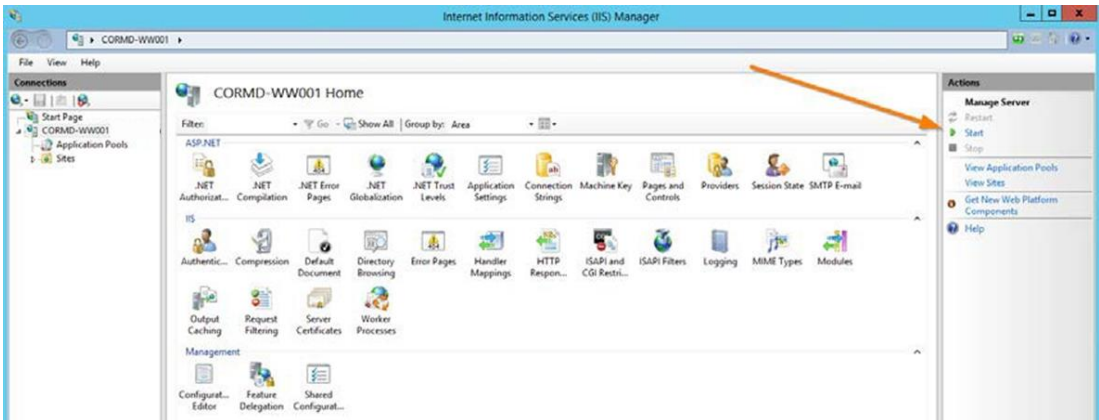 Internet Information Services (IIS) Manager
CORMD-WW001
File View Help
Connections
Start Page
CORMD-WW001
Application Pools
Sites
CORMD-WW001 Home
Filter: Go Show All Group by: Area
ASP.NET
.NET Authorizat...
.NET Compilation
.NET Error Pages
.NET Globalization
.NET Trust Levels
Application Settings
Connection Strings
Machine Key
Pages and Controls
Providers
Session State
SMTP E-mail
IIS
Authentic...
Compression
Default Document
Directory Browsing
Error Pages
Handler Mappings
HTTP Respon...
ISAPI and CGI Restri...
ISAPI Filters
Logging
MIME Types
Modules
Output Caching
Request Filtering
Server Certificates
Worker Processes
Management
Configurat... Editor
Feature Delegation
Shared Configurat...
Actions
Manage Server
Restart
Start
Stop
View Application Pools
View Sites
Get New Web Platform
Components
Help